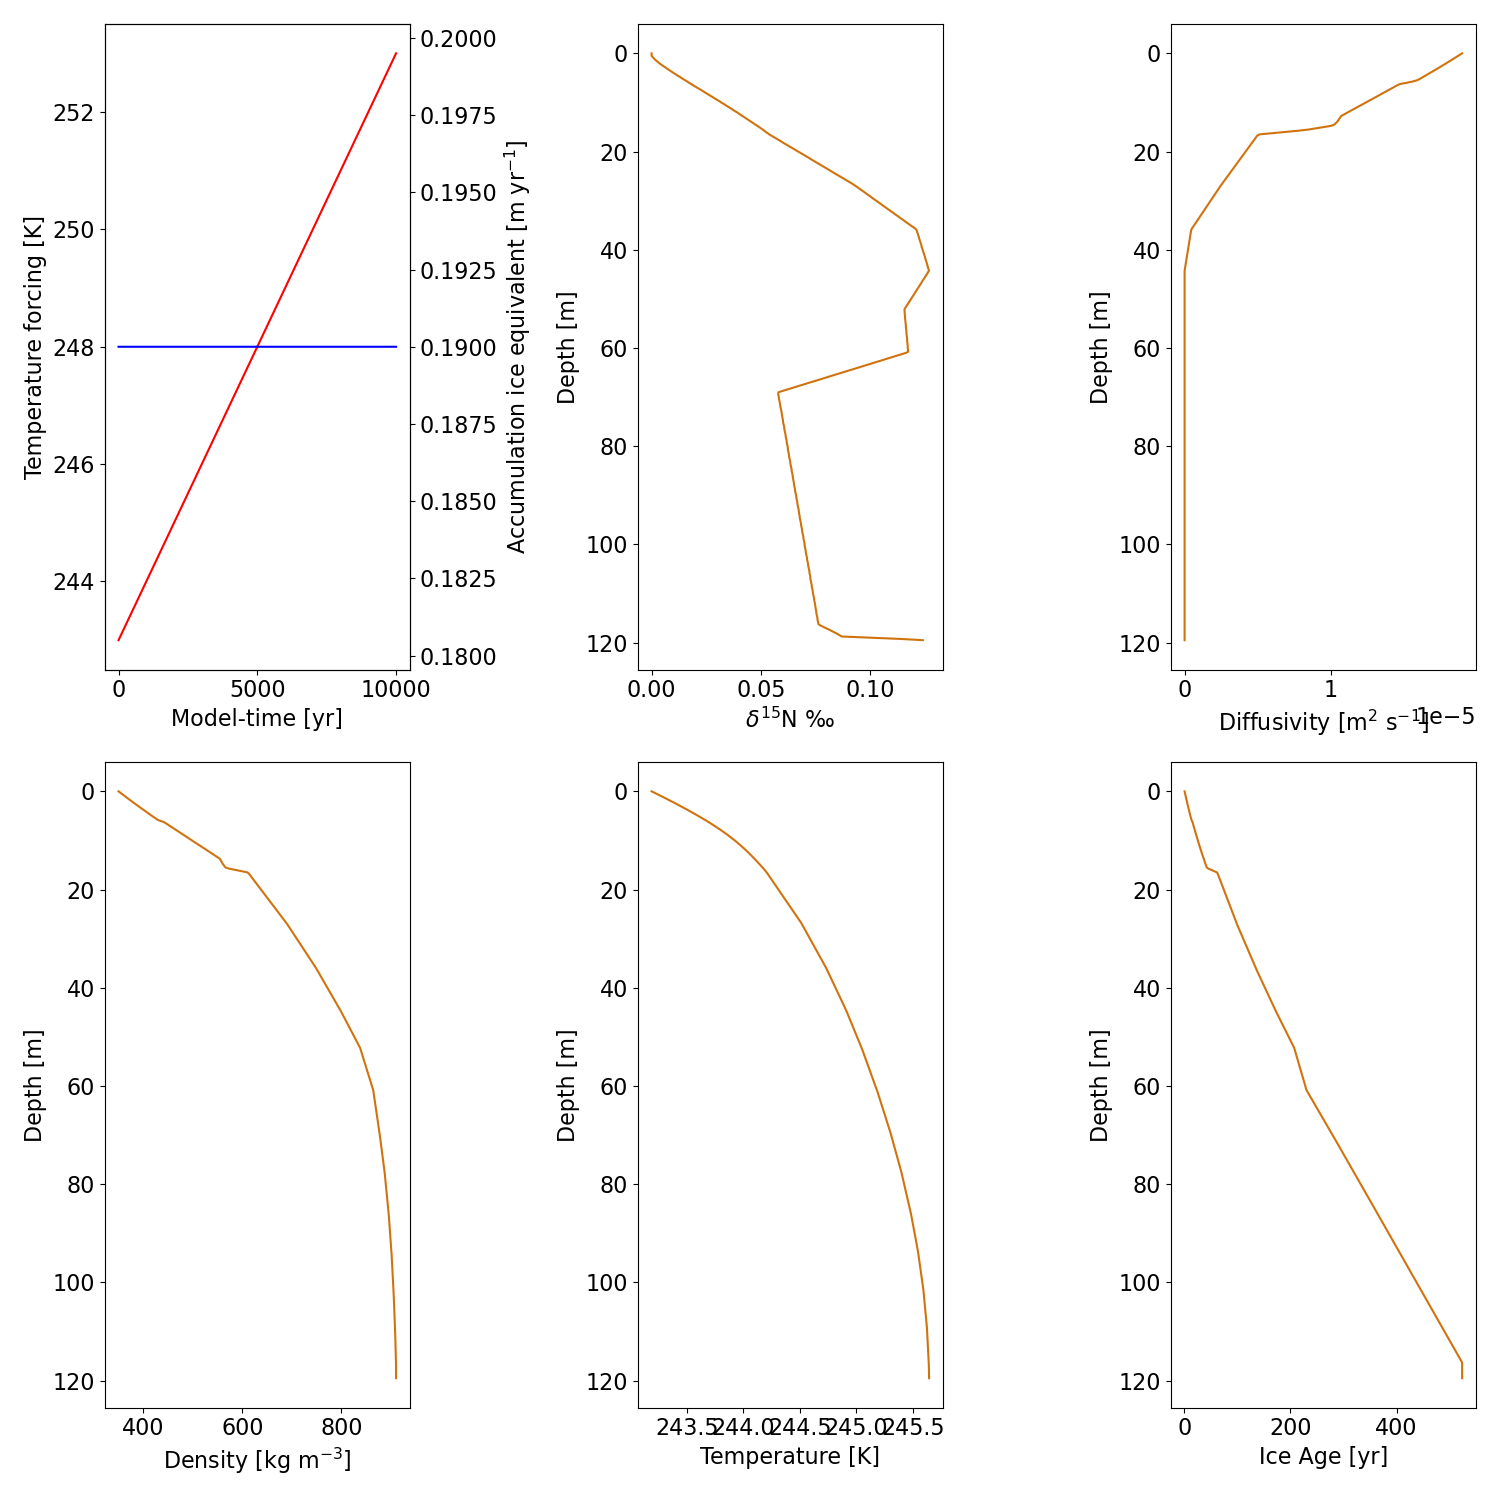 Temperature forcing [K]
252
250
248
246
244
0.2000
0.1975
0.1950
0.1925
0.1900
0.1875
0.1850
0.1825
0.1800
Accumulation ice equivalent [m yr⁻¹]
0 5000 10000
Model-time [yr]
Depth [m]
0
20
40
60
80
100
120
0.00 0.05 0.10
δ¹⁵N ‰
Depth [m]
0
20
40
60
80
100
120
0 1
1e−5
Diffusivity [m² s⁻¹]
Depth [m]
0
20
40
60
80
100
120
400 600 800
Density [kg m⁻³]
Depth [m]
0
20
40
60
80
100
120
243.5 244.0 244.5 245.0 245.5
Temperature [K]
Depth [m]
0
20
40
60
80
100
120
0 200 400
Ice Age [yr]